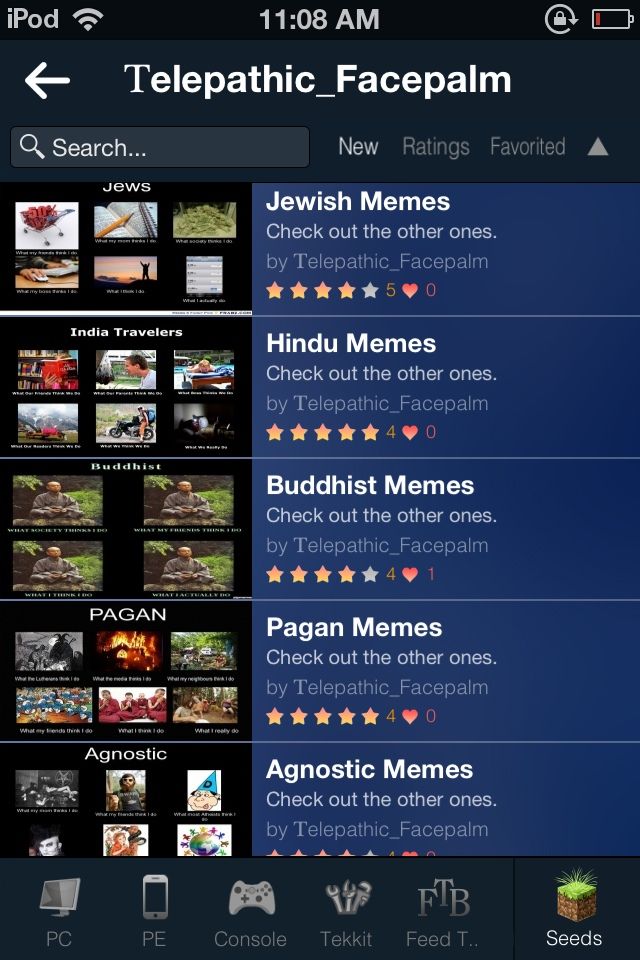 iPod
11:08 AM
Telepathic_Facepalm
Search...
New Ratings Favorited
Jews
What my friends think I do
What my mom thinks I do
What society thinks I do
What my boss thinks I do
What I think I do
What I actually do
Jewish Memes
Check out the other ones.
by Telepathic_Facepalm
5 0
India Travelers
What Our Friends Think We Do
What Our Parents Think We Do
What Boss Thinks We Do
What Our Readers Think We Do
What We Think We Do
What We Really Do
Hindu Memes
Check out the other ones.
by Telepathic_Facepalm
4 0
Buddhist
WHAT SOCIETY THINKS I DO
WHAT MY FRIENDS THINK I DO
WHAT I THINK I DO
WHAT I ACTUALLY DO
Buddhist Memes
Check out the other ones.
by Telepathic_Facepalm
4 1
PAGAN
What the Lutherans think I do
What the media thinks I do
What my neighbours think I do
What my friends think I do
What I think I do
What I really do
Pagan Memes
Check out the other ones.
by Telepathic_Facepalm
4 0
Agnostic
What my mom thinks I do
What my friends think I do
What most Atheists think I do
Agnostic Memes
Check out the other ones.
by Telepathic_Facepalm
PC
PE
Console
Tekkit
FTB
Feed T..
Seeds